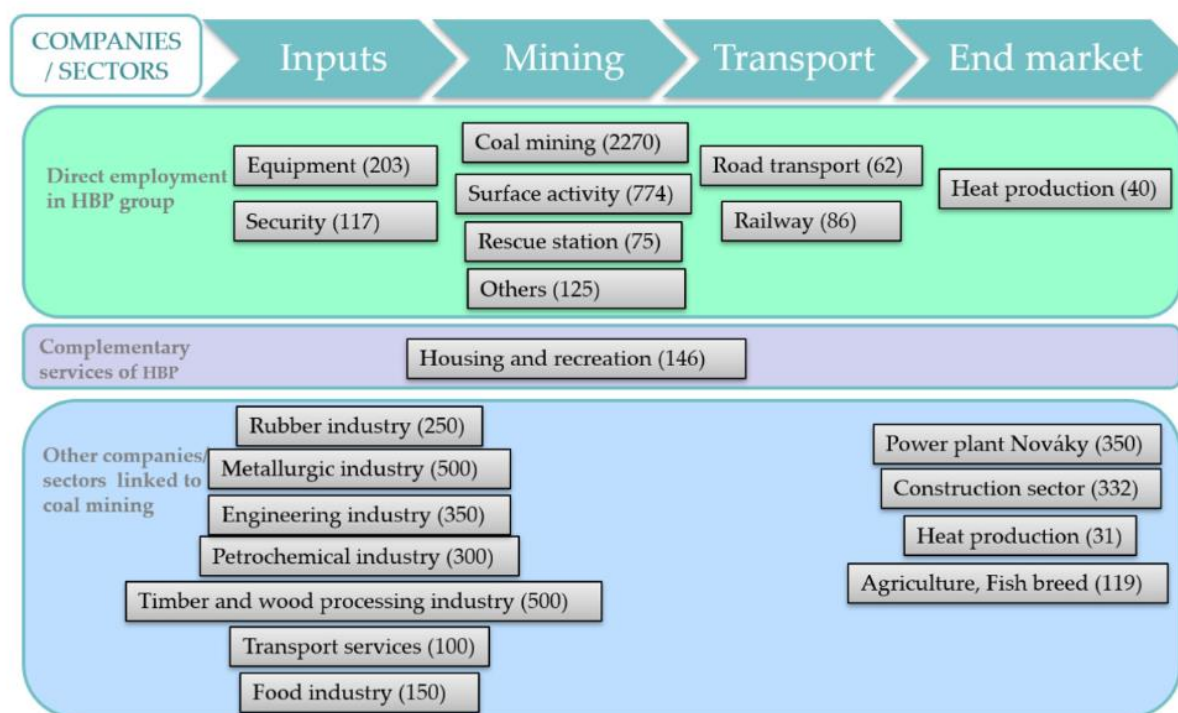 COMPANIES
/ SECTORS
Inputs
Mining
Transport
End market
Direct employment
in HBP group
Equipment (203)
Security (117)
Coal mining (2270)
Surface activity (774)
Rescue station (75)
Others (125)
Road transport (62)
Railway (86)
Heat production (40)
Complementary
services of HBP
Housing and recreation (146)
Other companies/
sectors linked to
coal mining
Rubber industry (250)
Metallurgic industry (500)
Engineering industry (350)
Petrochemical industry (300)
Timber and wood processing industry (500)
Transport services (100)
Food industry (150)
Power plant Nováky (350)
Construction sector (332)
Heat production (31)
Agriculture, Fish breed (119)